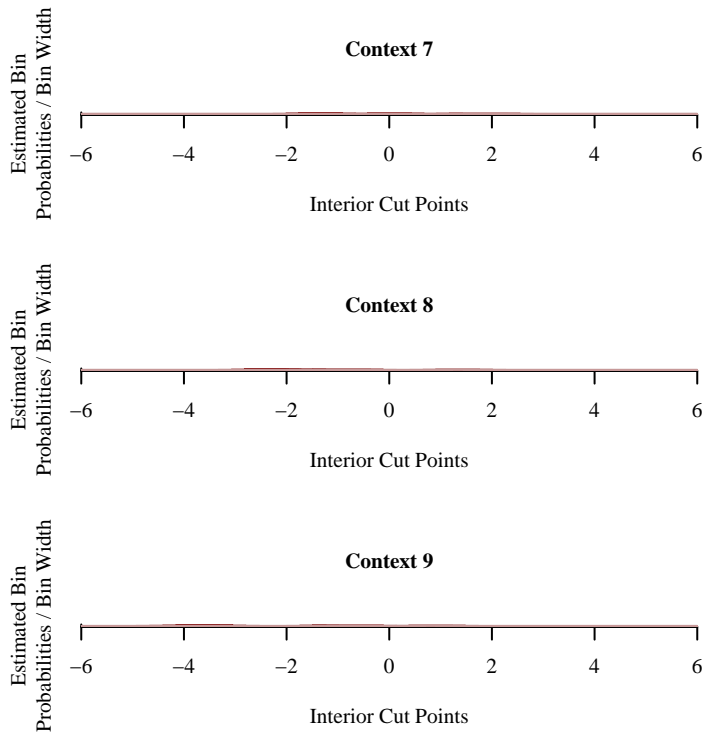 Context 7
Estimated Bin
Probabilities / Bin Width
−6 −4 −2 0 2 4 6
Interior Cut Points
Context 8
Estimated Bin
Probabilities / Bin Width
−6 −4 −2 0 2 4 6
Interior Cut Points
Context 9
Estimated Bin
Probabilities / Bin Width
−6 −4 −2 0 2 4 6
Interior Cut Points